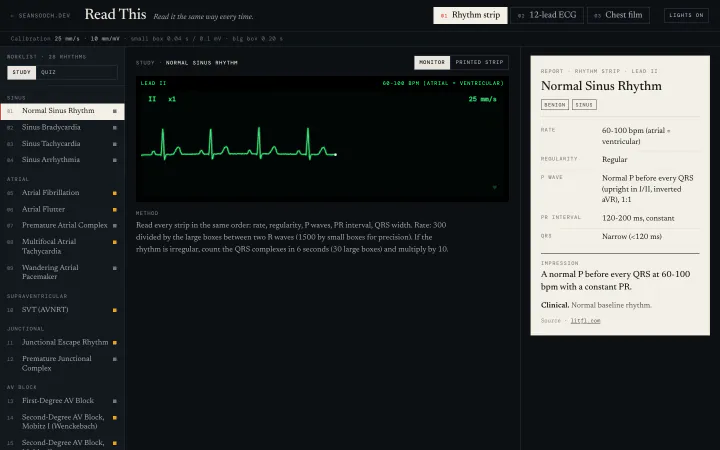 ← SEANSOOCH.DEV
Read This
Read it the same way every time.
01 Rhythm strip
02 12-lead ECG
03 Chest film
LIGHTS ON
Calibration 25 mm/s · 10 mm/mV · small box 0.04 s / 0.1 mV · big box 0.20 s
WORKLIST · 28 RHYTHMS
STUDY
QUIZ
SINUS
01 Normal Sinus Rhythm
02 Sinus Bradycardia
03 Sinus Tachycardia
04 Sinus Arrhythmia
ATRIAL
05 Atrial Fibrillation
06 Atrial Flutter
07 Premature Atrial Complex
08 Multifocal Atrial
Tachycardia
09 Wandering Atrial
Pacemaker
SUPRAVENTRICULAR
10 SVT (AVNRT)
JUNCTIONAL
11 Junctional Escape Rhythm
12 Premature Junctional
Complex
AV BLOCK
13 First-Degree AV Block
14 Second-Degree AV Block,
Mobitz I (Wenckebach)
15 Second-Degree AV Block,
STUDY · NORMAL SINUS RHYTHM
MONITOR
PRINTED STRIP
LEAD II
60-100 BPM (ATRIAL = VENTRICULAR)
II x1
25 mm/s
METHOD
Read every strip in the same order: rate, regularity, P waves, PR interval, QRS width. Rate: 300
divided by the large boxes between two R waves (1500 by small boxes for precision). If the
rhythm is irregular, count the QRS complexes in 6 seconds (30 large boxes) and multiply by 10.
REPORT · RHYTHM STRIP · LEAD II
Normal Sinus Rhythm
BENIGN
SINUS
RATE
60-100 bpm (atrial =
ventricular)
REGULARITY
Regular
P WAVE
Normal P before every QRS
(upright in I/II, inverted
aVR), 1:1
PR INTERVAL
120-200 ms, constant
QRS
Narrow (<120 ms)
IMPRESSION
A normal P before every QRS at 60-100
bpm with a constant PR.
Clinical. Normal baseline rhythm.
Source · litfl.com